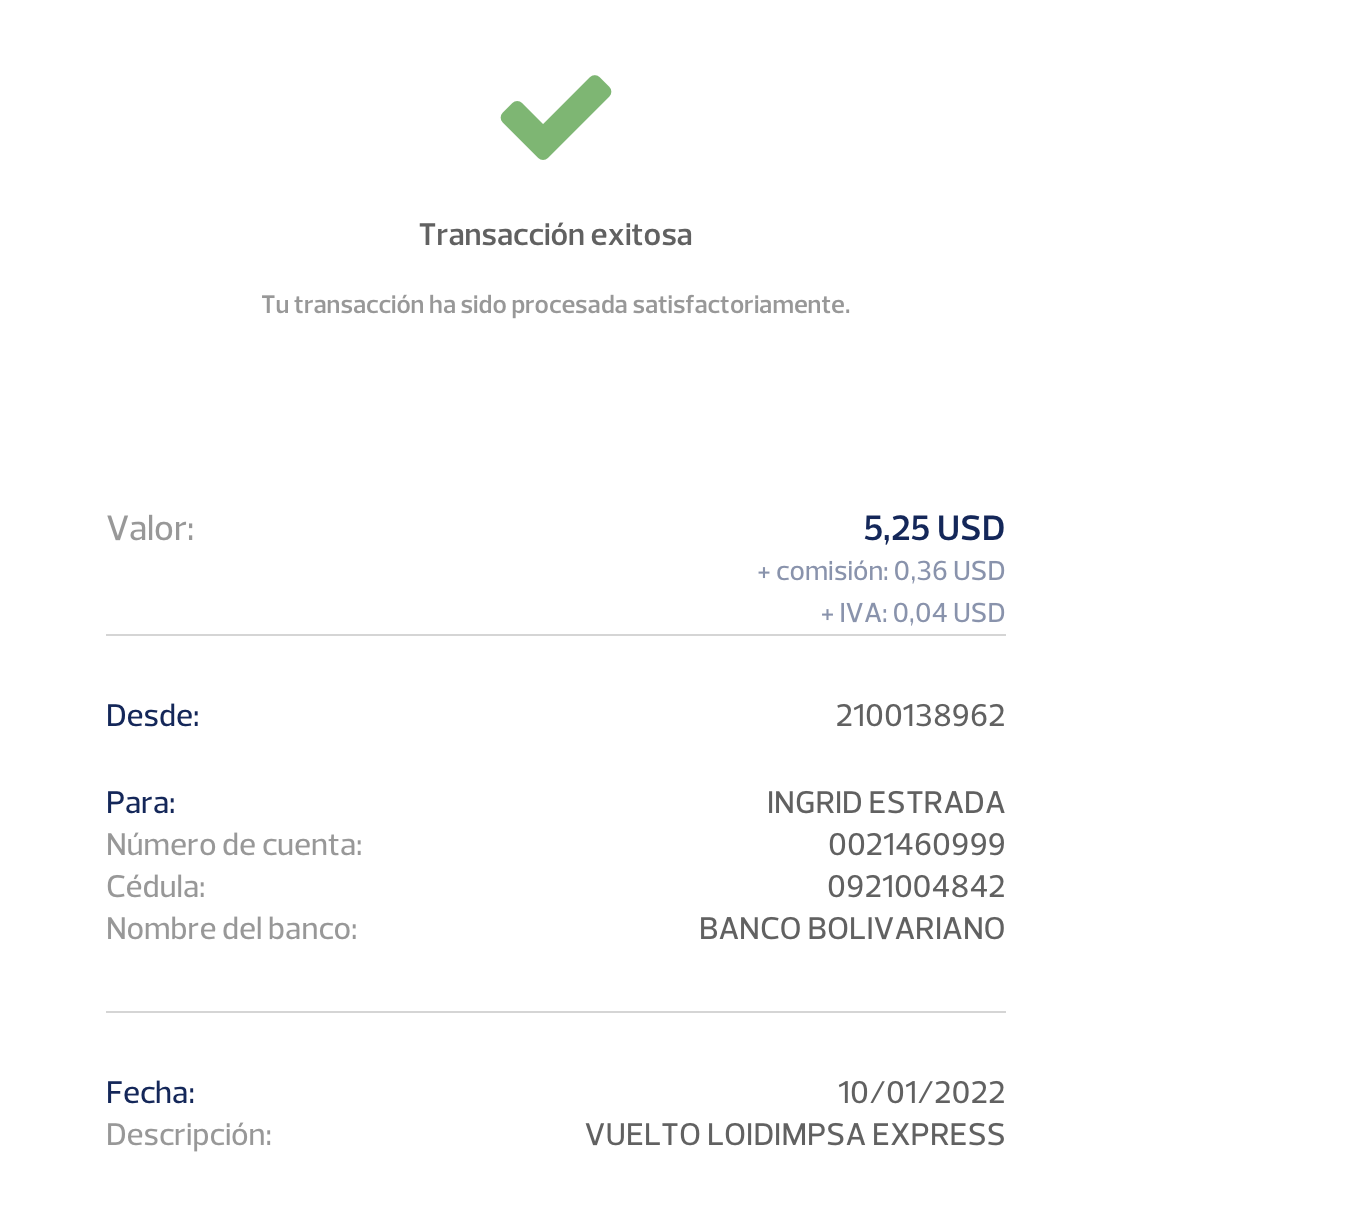 Transacción exitosa
Tu transacción ha sido procesada satisfactoriamente.
Valor: 5,25 USD
+ comisión: 0,36 USD
+ IVA: 0,04 USD
Desde: 2100138962
Para: INGRID ESTRADA
Número de cuenta: 0021460999
Cédula: 0921004842
Nombre del banco: BANCO BOLIVARIANO
Fecha: 10/01/2022
Descripción: VUELTO LOIDIMPSA EXPRESS